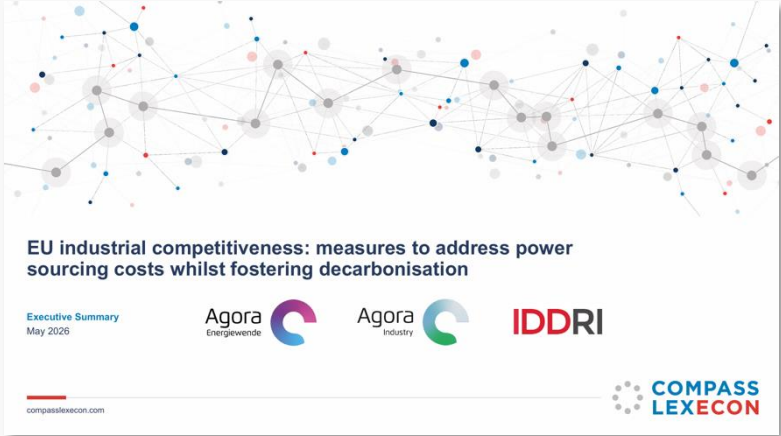 EU industrial competitiveness: measures to address power
sourcing costs whilst fostering decarbonisation
Executive Summary
May 2026
Agora
Energiewende
Agora
Industry
IDDRI
compasslexecon.com
COMPASS
LEXECON